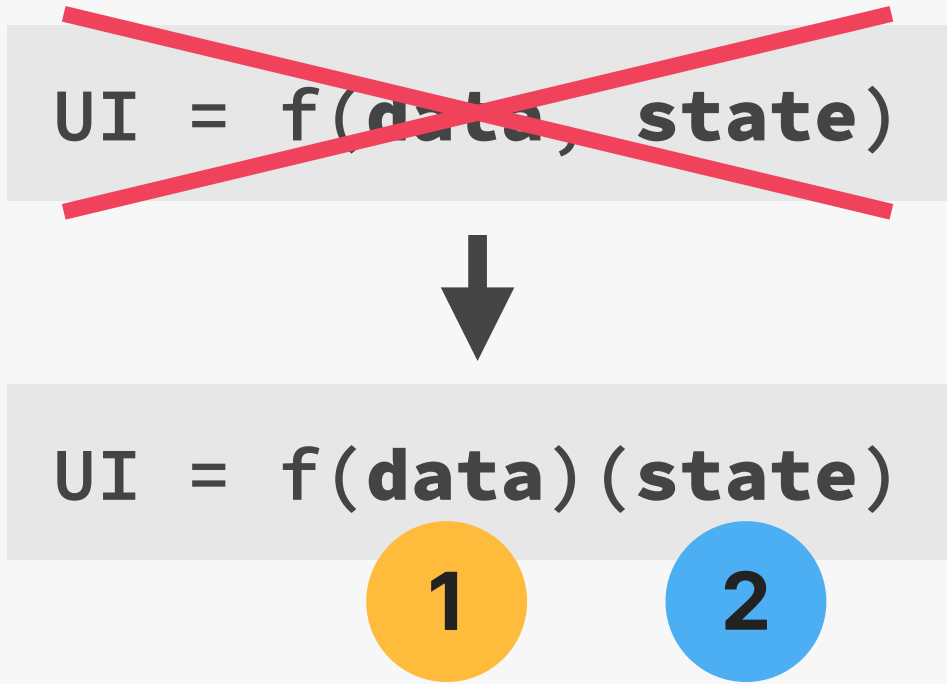 UI = f(data, state)
UI = f(data)(state)
1 2